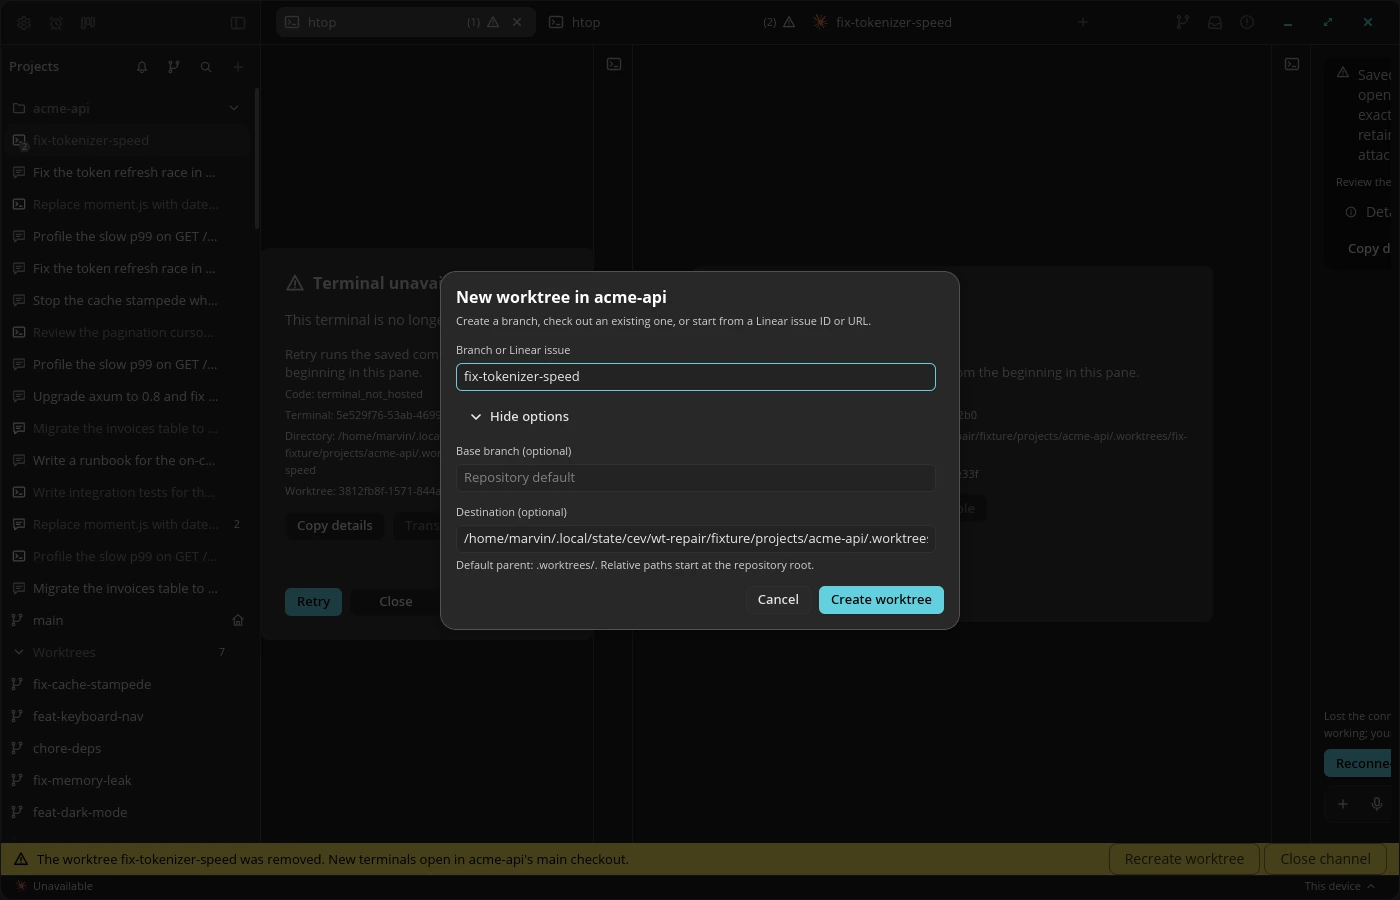 htop
(1)
htop
(2)
fix-tokenizer-speed
Projects
acme-api
fix-tokenizer-speed
Fix the token refresh race in ...
Replace moment.js with date...
Profile the slow p99 on GET /...
Fix the token refresh race in ...
Stop the cache stampede wh...
Review the pagination curso...
Profile the slow p99 on GET /...
Upgrade axum to 0.8 and fix ...
Migrate the invoices table to ...
Write a runbook for the on-c...
Write integration tests for th...
Replace moment.js with date...
2
Profile the slow p99 on GET /...
Migrate the invoices table to ...
main
Worktrees
7
fix-cache-stampede
feat-keyboard-nav
chore-deps
fix-memory-leak
feat-dark-mode
Terminal unava
This terminal is no longe
Retry runs the saved com
beginning in this pane.
Code: terminal_not_hosted
Terminal: 5e529f76-53ab-4699
Directory: /home/marvin/.loca
fixture/projects/acme-api/.wor
speed
Worktree: 3812fb8f-1571-844a
Copy details
Trans
Retry
Close
New worktree in acme-api
Create a branch, check out an existing one, or start from a Linear issue ID or URL.
Branch or Linear issue
fix-tokenizer-speed
Hide options
Base branch (optional)
Repository default
Destination (optional)
/home/marvin/.local/state/cev/wt-repair/fixture/projects/acme-api/.worktrees
Default parent: .worktrees/. Relative paths start at the repository root.
Cancel
Create worktree
om the beginning in this pane.
2b0
pair/fixture/projects/acme-api/.worktrees/fix-
e33f
ble
Saved
open
exact
retain
attac
Review the
Deta
Copy d
Lost the conn
working; you
Reconne
The worktree fix-tokenizer-speed was removed. New terminals open in acme-api's main checkout.
Recreate worktree
Close channel
Unavailable
This device